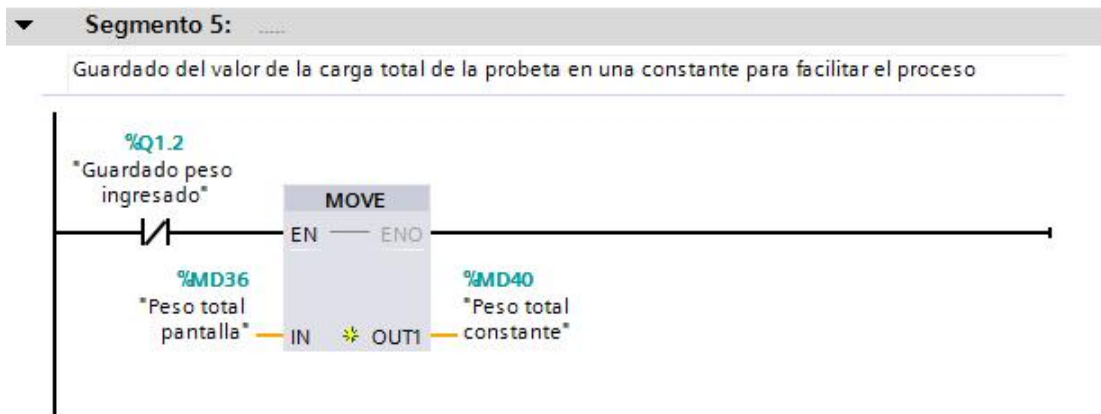 Segmento 5: .....
Guardado del valor de la carga total de la probeta en una constante para facilitar el proceso
%Q1.2
"Guardado peso
ingresado"
MOVE
EN
ENO
%MD36
"Peso total
pantalla"
IN
OUT1
%MD40
"Peso total
constante"